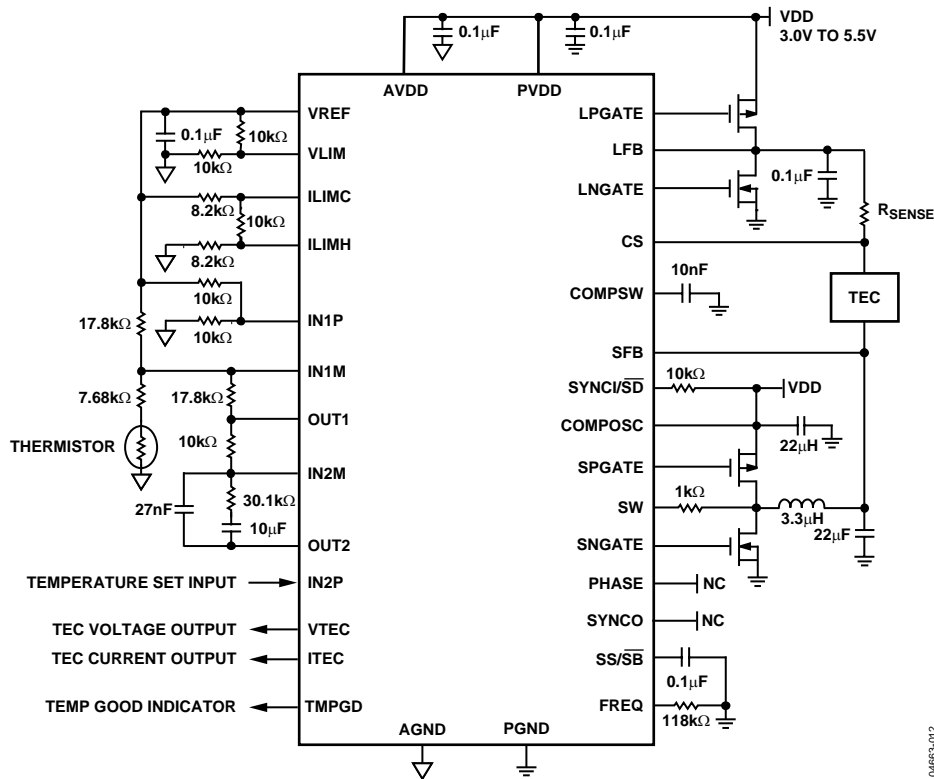 VDD
3.0V TO 5.5V
0.1μF
0.1μF
AVDD
PVDD
VREF
0.1μF
10kΩ
VLIM
10kΩ
ILIMC
8.2kΩ
10kΩ
ILIMH
8.2kΩ
10kΩ
IN1P
10kΩ
17.8kΩ
IN1M
7.68kΩ
17.8kΩ
OUT1
THERMISTOR
10kΩ
IN2M
30.1kΩ
27nF
10μF
OUT2
TEMPERATURE SET INPUT
IN2P
TEC VOLTAGE OUTPUT
VTEC
TEC CURRENT OUTPUT
ITEC
TEMP GOOD INDICATOR
TMPGD
AGND
PGND
LPGATE
LFB
0.1μF
LNGATE
RSENSE
CS
10nF
COMPSW
TEC
SFB
10kΩ
SYNCI/SD
VDD
COMPOSC
22μH
SPGATE
1kΩ
SW
3.3μH
22μF
SNGATE
PHASE
NC
SYNCO
NC
SS/SB
0.1μF
FREQ
118kΩ
04663-012